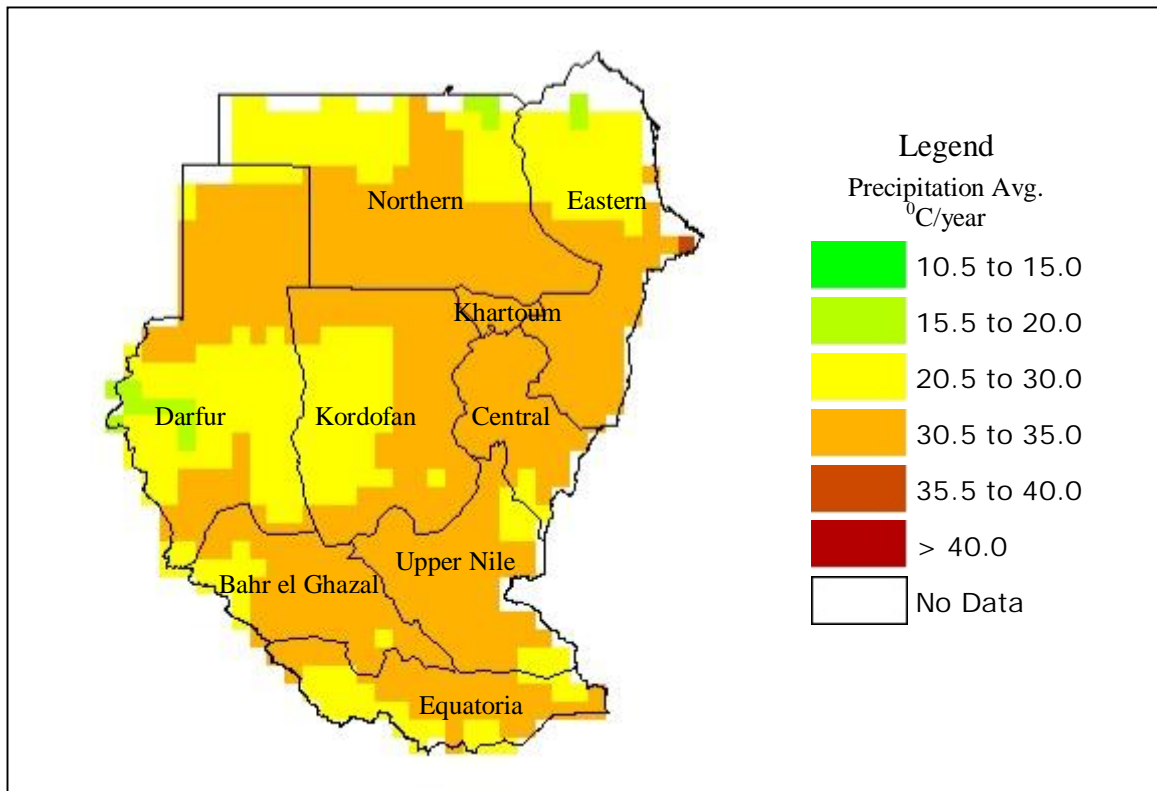 Legend
Precipitation Avg.
⁰C/year
10.5 to 15.0
15.5 to 20.0
20.5 to 30.0
30.5 to 35.0
35.5 to 40.0
> 40.0
No Data
Northern
Eastern
Khartoum
Darfur
Kordofan
Central
Upper Nile
Bahr el Ghazal
Equatoria